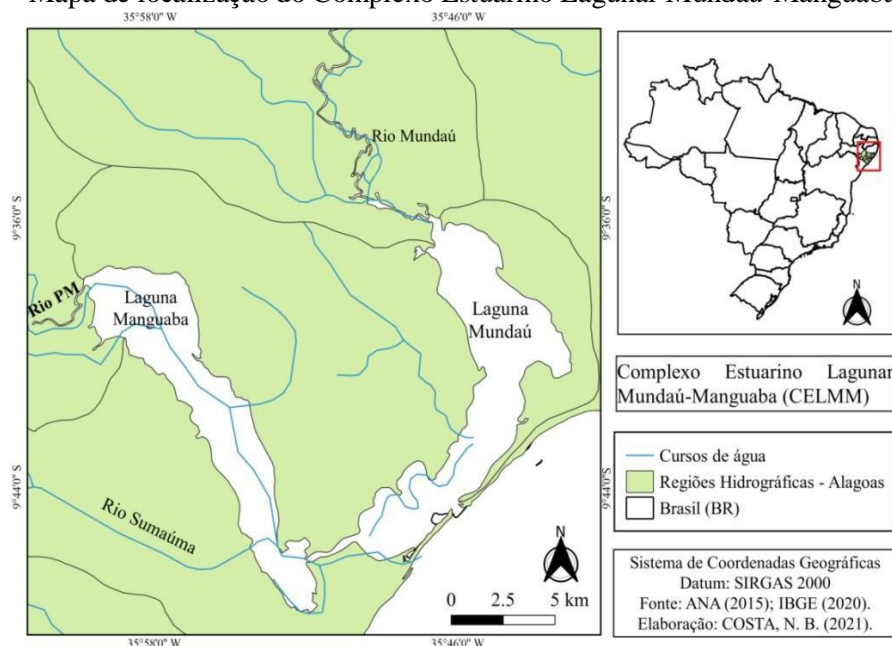 Mapa de localização do Complexo Estuarino Lagunar Mundaú-Manguaba
35°58'0" W
35°46'0" W
9°36'0" S
9°44'0" S
Rio Mundaú
Rio PM
Laguna
Manguaba
Laguna
Mundaú
Rio Sumaúma
N
0 2.5 5 km
35°58'0" W
35°46'0" W
9°36'0" S
9°44'0" S
N
Complexo Estuarino Lagunar
Mundaú-Manguaba (CELMM)
Cursos de água
Regiões Hidrográficas - Alagoas
Brasil (BR)
Sistema de Coordenadas Geográficas
Datum: SIRGAS 2000
Fonte: ANA (2015); IBGE (2020).
Elaboração: COSTA, N. B. (2021).